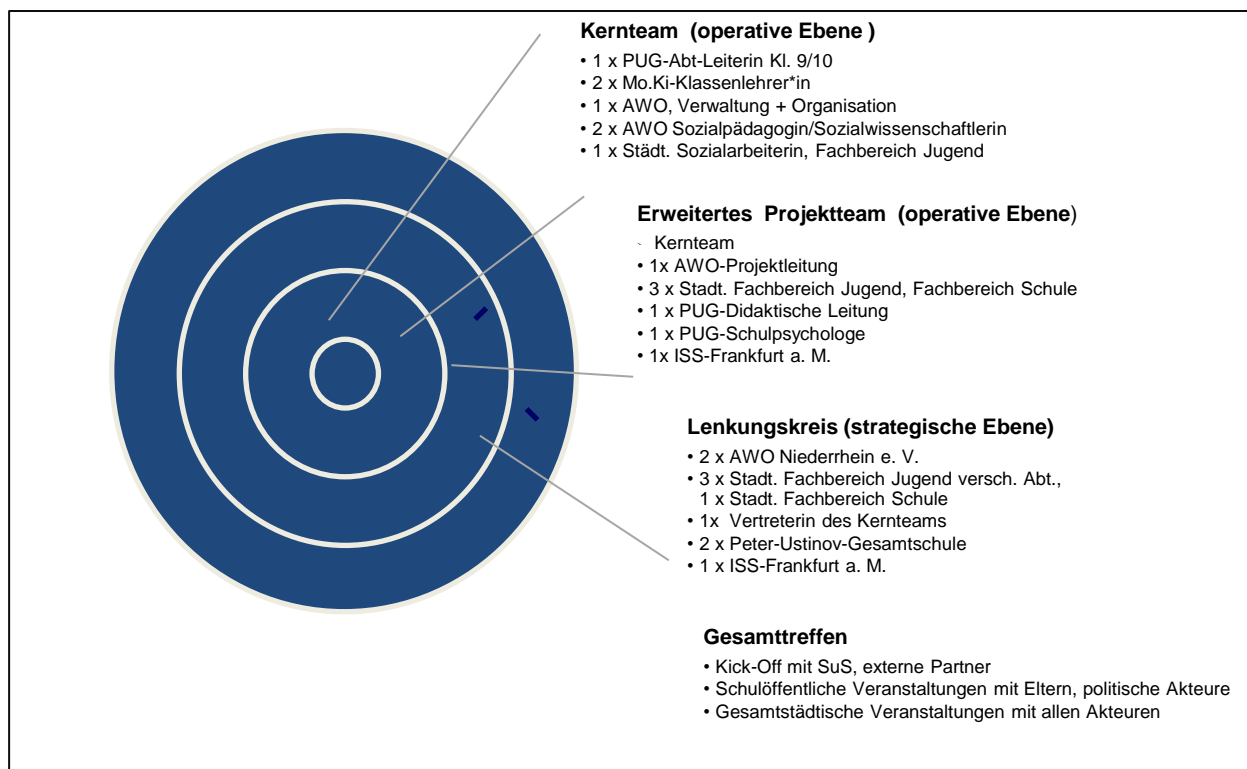 Kernteam (operative Ebene )
• 1 x PUG-Abt-Leiterin Kl. 9/10
• 2 x Mo.Ki-Klassenlehrer*in
• 1 x AWO, Verwaltung + Organisation
• 2 x AWO Sozialpädagogin/Sozialwissenschaftlerin
• 1 x Städt. Sozialarbeiterin, Fachbereich Jugend
Erweitertes Projektteam (operative Ebene)
Kernteam
• 1x AWO-Projektleitung
• 3 x Stadt. Fachbereich Jugend, Fachbereich Schule
• 1 x PUG-Didaktische Leitung
• 1 x PUG-Schulpsychologe
• 1x ISS-Frankfurt a. M.
Lenkungskreis (strategische Ebene)
• 2 x AWO Niederrhein e. V.
• 3 x Stadt. Fachbereich Jugend versch. Abt.,
1 x Stadt. Fachbereich Schule
• 1x Vertreterin des Kernteams
• 2 x Peter-Ustinov-Gesamtschule
• 1 x ISS-Frankfurt a. M.
Gesamttreffen
• Kick-Off mit SuS, externe Partner
• Schulöffentliche Veranstaltungen mit Eltern, politische Akteure
• Gesamtstädtische Veranstaltungen mit allen Akteuren